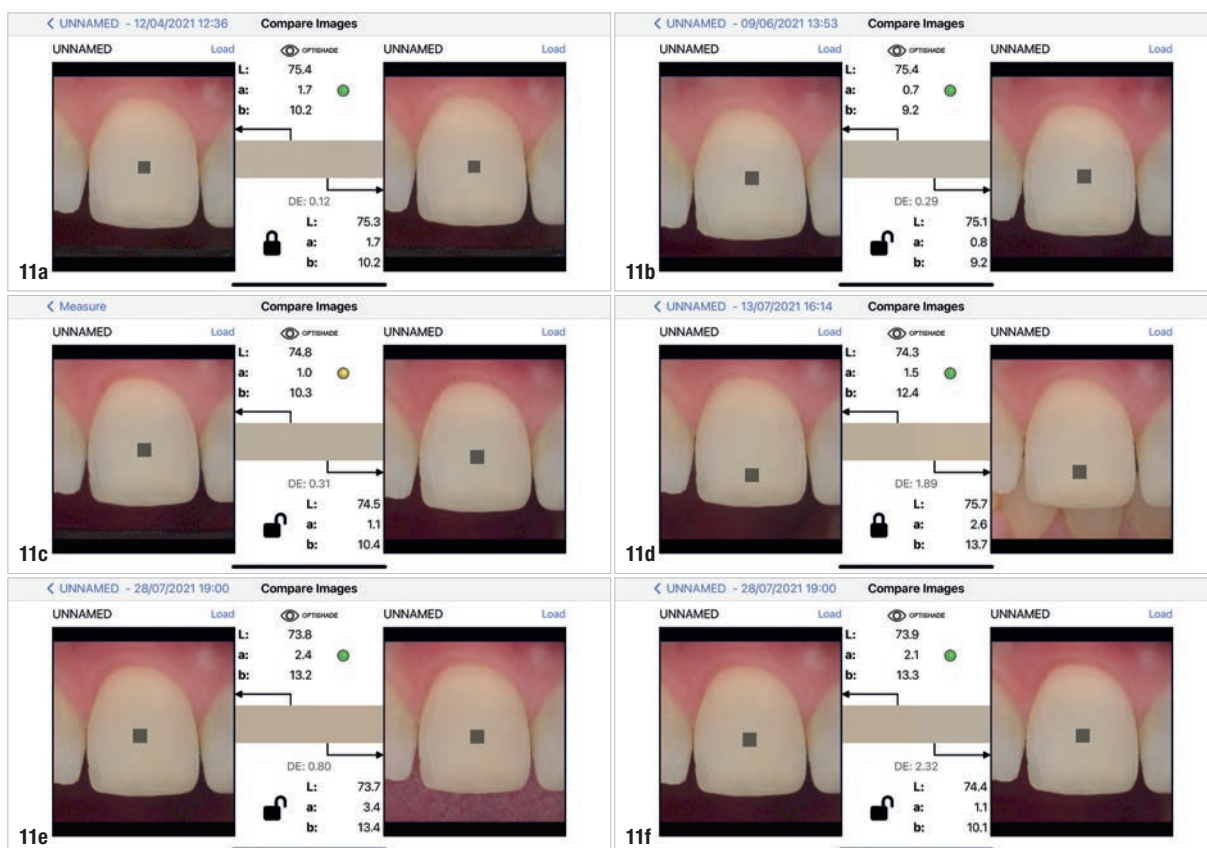 < UNNAMED - 12/04/2021 12:36 Compare Images
UNNAMED Load OPTISHADE UNNAMED Load
L: 75.4
a: 1.7
b: 10.2
DE: 0.12
L: 75.3
a: 1.7
b: 10.2
11a
< UNNAMED - 09/06/2021 13:53 Compare Images
UNNAMED Load OPTISHADE UNNAMED Load
L: 75.4
a: 0.7
b: 9.2
DE: 0.29
L: 75.1
a: 0.8
b: 9.2
11b
< Measure Compare Images
UNNAMED Load OPTISHADE UNNAMED Load
L: 74.8
a: 1.0
b: 10.3
DE: 0.31
L: 74.5
a: 1.1
b: 10.4
11c
< UNNAMED - 13/07/2021 16:14 Compare Images
UNNAMED Load OPTISHADE UNNAMED Load
L: 74.3
a: 1.5
b: 12.4
DE: 1.89
L: 75.7
a: 2.6
b: 13.7
11d
< UNNAMED - 28/07/2021 19:00 Compare Images
UNNAMED Load OPTISHADE UNNAMED Load
L: 73.8
a: 2.4
b: 13.2
DE: 0.80
L: 73.7
a: 3.4
b: 13.4
11e
< UNNAMED - 28/07/2021 19:00 Compare Images
UNNAMED Load OPTISHADE UNNAMED Load
L: 73.9
a: 2.1
b: 13.3
DE: 2.32
L: 74.4
a: 1.1
b: 10.1
11f